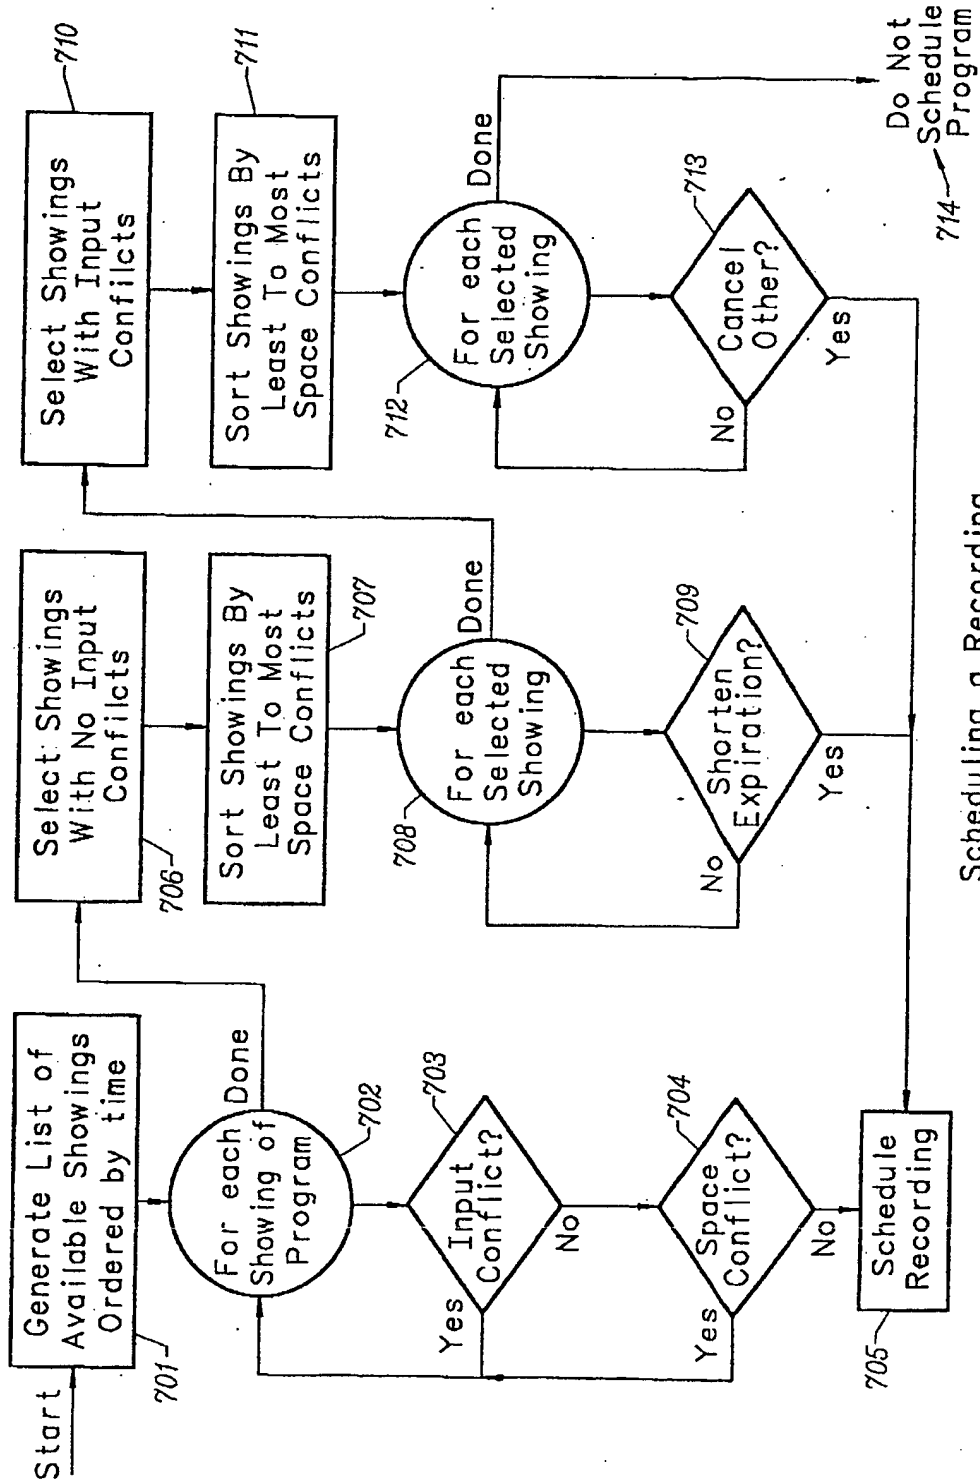 Start
Generate List of
Available Showings
Ordered by time
701
For each
Showing of
Program
702
Done
Input
Conflict?
703
Yes
No
Space
Conflict?
704
Yes
No
Schedule
Recording
705
Select Showings
With No Input
Confilcts
706
Sort Showings By
Least To Most
Space Conflicts
707
For each
Selected
Showing
708
Done
Shorten
Expiration?
709
No
Yes
Select Showings
With Input
Confilcts
710
Sort Showings By
Least To Most
Space Conflicts
711
For each
Selected
Showing
712
Done
Cancel
Other?
713
No
Yes
Do Not
Schedule
Program
714
Scheduling a Recording